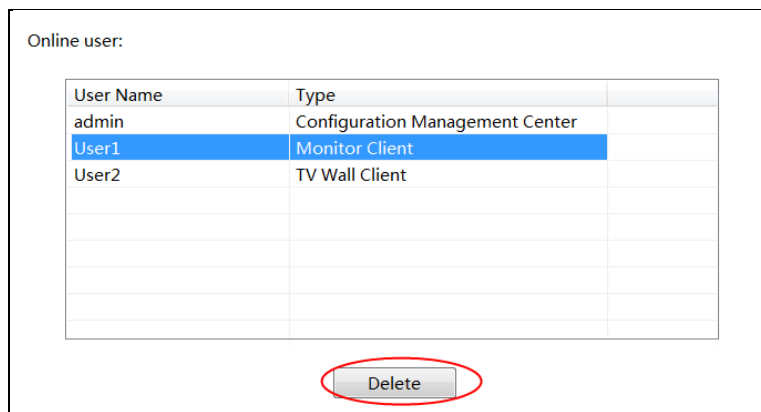 Online user:
User Name Type
admin Configuration Management Center
User1 Monitor Client
User2 TV Wall Client
Delete